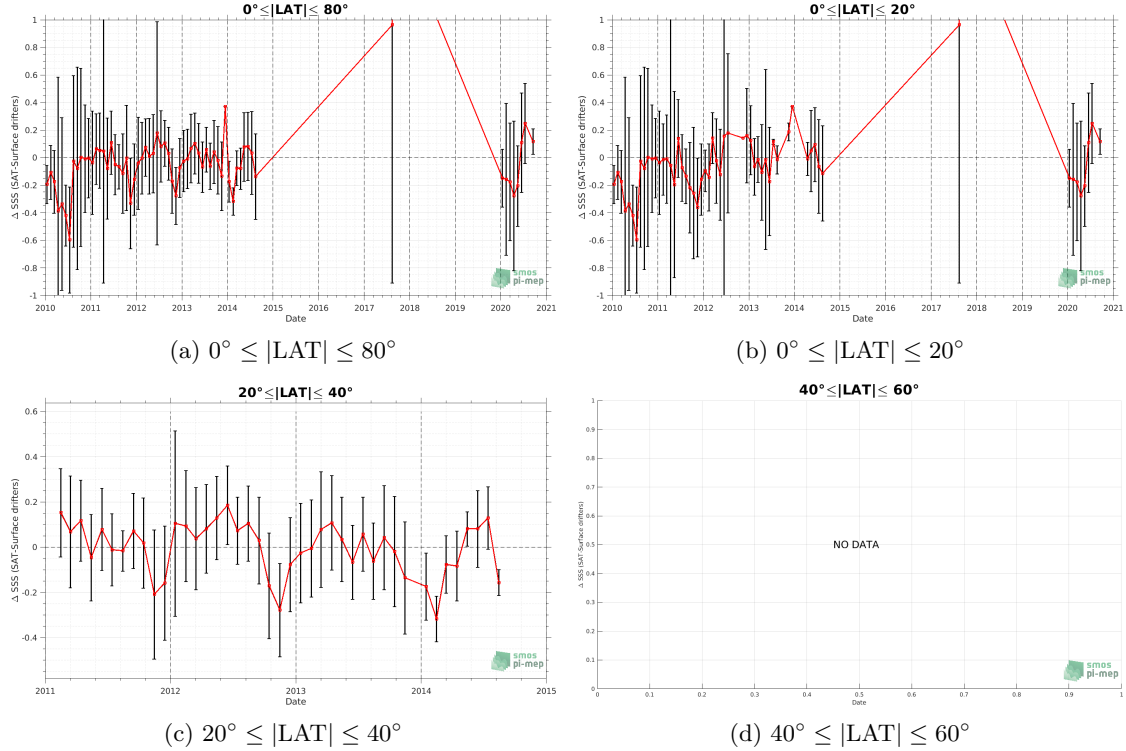 0°≤|LAT|≤ 80°
Δ SSS (SAT-Surface drifters)
1
0.8
0.6
0.4
0.2
0
-0.2
-0.4
-0.6
-0.8
-1
2010 2011 2012 2013 2014 2015 2016 2017 2018 2019 2020 2021
Date
smos
pi-mep
(a) 0° ≤ |LAT| ≤ 80°
0°≤|LAT|≤ 20°
Δ SSS (SAT-Surface drifters)
1
0.8
0.6
0.4
0.2
0
-0.2
-0.4
-0.6
-0.8
-1
2010 2011 2012 2013 2014 2015 2016 2017 2018 2019 2020 2021
Date
smos
pi-mep
(b) 0° ≤ |LAT| ≤ 20°
20°≤|LAT|≤ 40°
Δ SSS (SAT-Surface drifters)
0.6
0.4
0.2
0
-0.2
-0.4
2011 2012 2013 2014 2015
Date
smos
pi-mep
(c) 20° ≤ |LAT| ≤ 40°
40°≤|LAT|≤ 60°
Δ SSS (SAT-Surface drifters)
1
0.9
0.8
0.7
0.6
0.5
0.4
0.3
0.2
0.1
0
NO DATA
0 0.1 0.2 0.3 0.4 0.5 0.6 0.7 0.8 0.9 1
Date
smos
pi-mep
(d) 40° ≤ |LAT| ≤ 60°